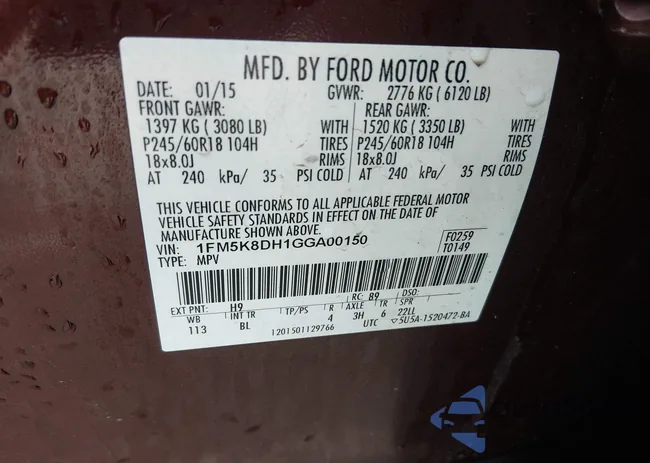 MFD. BY FORD MOTOR CO.
DATE: 01/15 GVWR: 2776 KG ( 6120 LB)
FRONT GAWR: REAR GAWR:
1397 KG ( 3080 LB) WITH 1520 KG ( 3350 LB) WITH
P245/60R18 104H TIRES P245/60R18 104H TIRES
18x8.0J RIMS 18x8.0J RIMS
AT 240 kPa/ 35 PSI COLD AT 240 kPa/ 35 PSI COLD
THIS VEHICLE CONFORMS TO ALL APPLICABLE FEDERAL MOTOR
VEHICLE SAFETY STANDARDS IN EFFECT ON THE DATE OF
MANUFACTURE SHOWN ABOVE.
VIN: 1FM5K8DH1GGA00150 F0259
TYPE: MPV T0149
EXT PNT: H9 RC: B9 DSO:
WB INT TR TP/PS R AXLE TR SPR
113 BL 4 3H 6 22LL
1201501129766 UTC ▽5U5A-1520472-BA